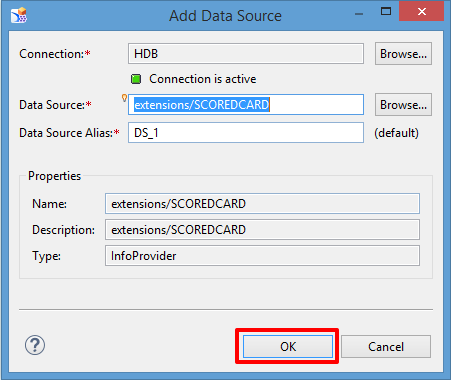 Add Data Source
Connection:* HDB Browse...
Connection is active
Data Source:* extensions/SCOREDCARD Browse...
Data Source Alias:* DS_1 (default)
Properties
Name: extensions/SCOREDCARD
Description: extensions/SCOREDCARD
Type: InfoProvider
? OK Cancel